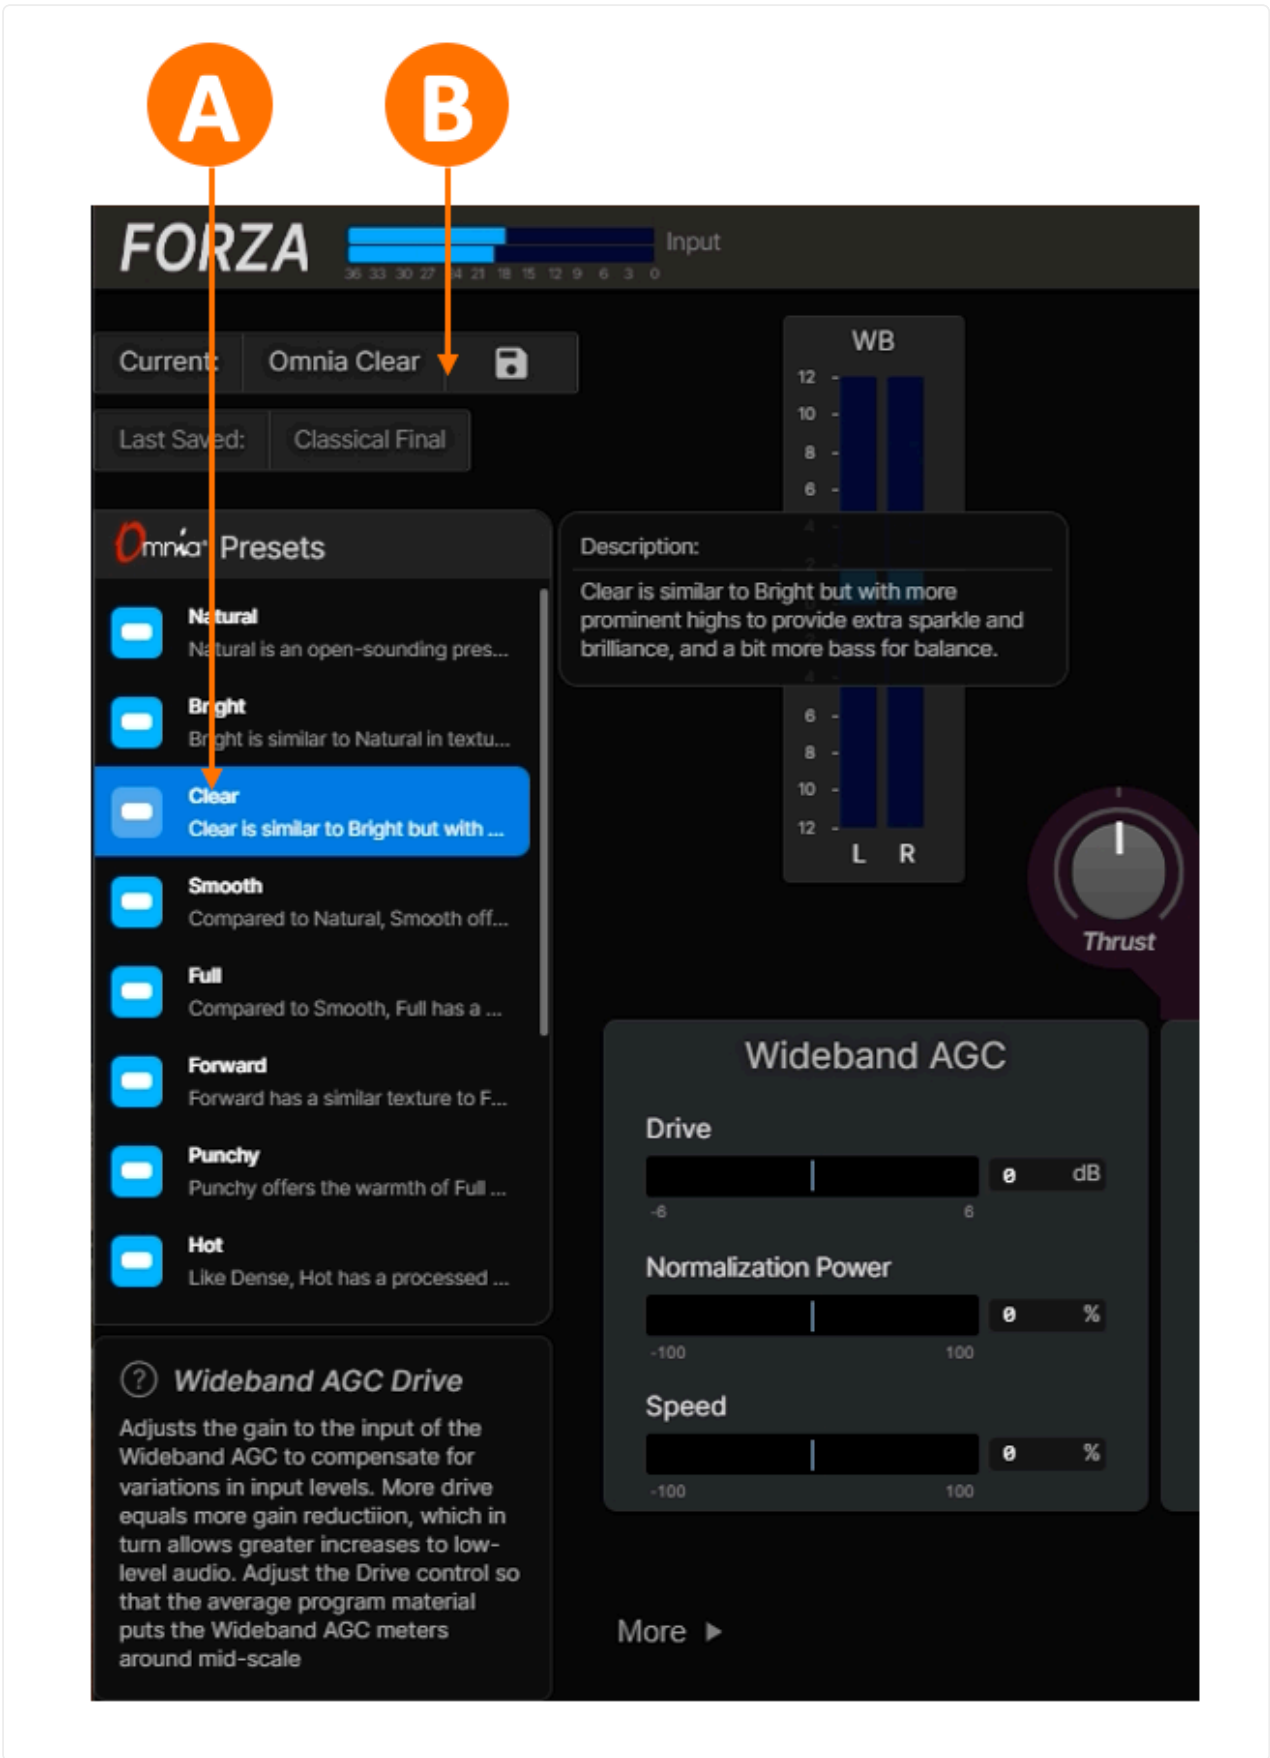 A B
FORZA
Input
36 33 30 27 24 21 18 15 12 9 6 3 0
Current: Omnia Clear
Last Saved: Classical Final
WB
12
10
8
6
4
2
0
2
4
6
8
10
12
L R
Omnia Presets
Natural
Natural is an open-sounding pres...
Bright
Bright is similar to Natural in textu...
Clear
Clear is similar to Bright but with ...
Smooth
Compared to Natural, Smooth off...
Full
Compared to Smooth, Full has a ...
Forward
Forward has a similar texture to F...
Punchy
Punchy offers the warmth of Full ...
Hot
Like Dense, Hot has a processed ...
Description:
Clear is similar to Bright but with more
prominent highs to provide extra sparkle and
brilliance, and a bit more bass for balance.
Thrust
Wideband AGC
Drive
0 dB
-6 6
Normalization Power
0 %
-100 100
Speed
0 %
-100 100
? Wideband AGC Drive
Adjusts the gain to the input of the
Wideband AGC to compensate for
variations in input levels. More drive
equals more gain reductiion, which in
turn allows greater increases to low-
level audio. Adjust the Drive control so
that the average program material
puts the Wideband AGC meters
around mid-scale
More